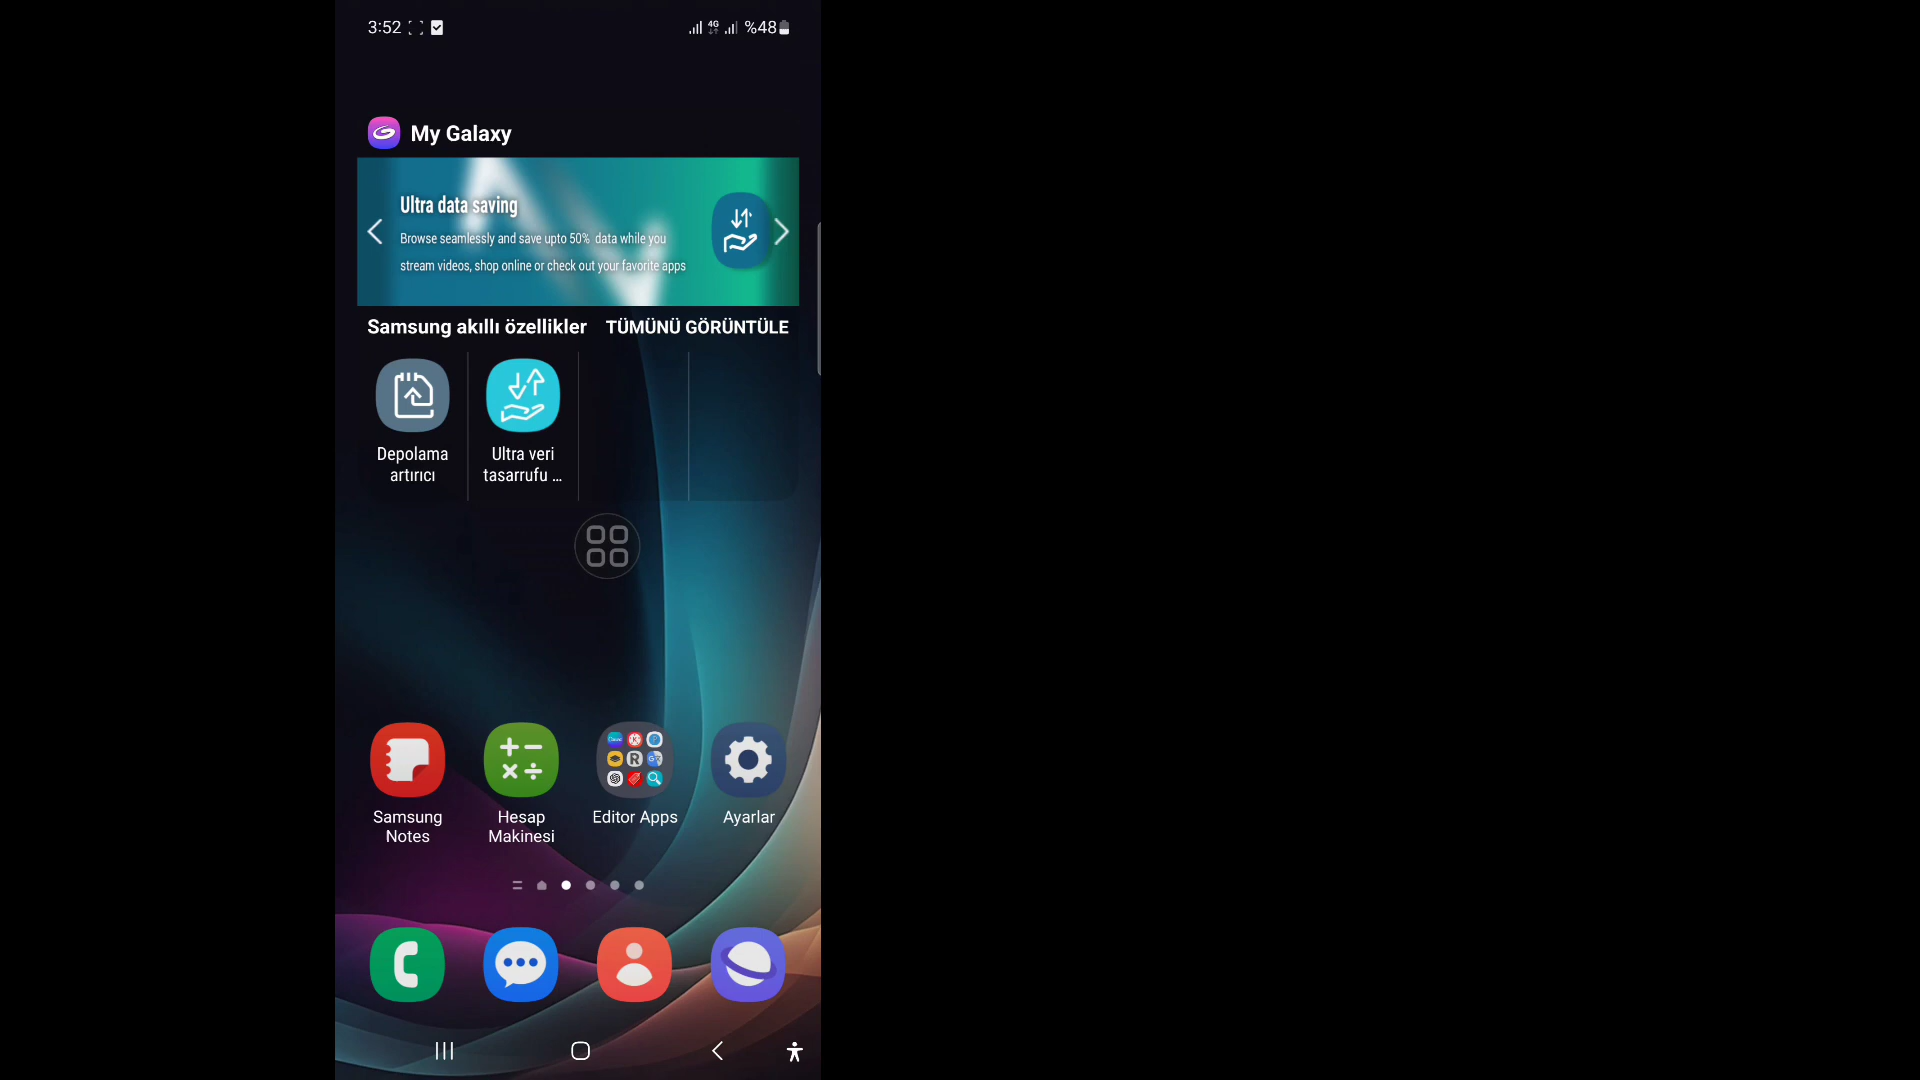 3:52
4G
%48
My Galaxy
Ultra data saving
Browse seamlessly and save upto 50% data while you
stream videos, shop online or check out your favorite apps
Samsung akıllı özellikler TÜMÜNÜ GÖRÜNTÜLE
Depolama
artırıcı
Ultra veri
tasarrufu ...
Samsung
Notes
Hesap
Makinesi
Editor Apps
Ayarlar